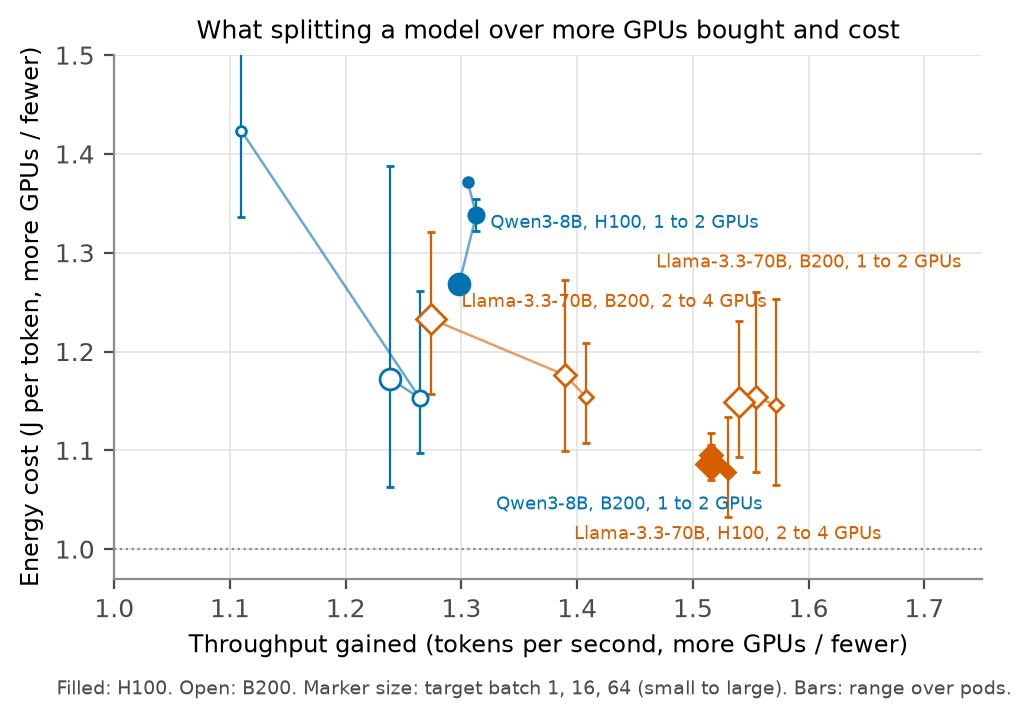 What splitting a model over more GPUs bought and cost
Energy cost (J per token, more GPUs / fewer)
1.5
1.4
1.3
1.2
1.1
1.0
Qwen3-8B, H100, 1 to 2 GPUs
Llama-3.3-70B, B200, 1 to 2 GPUs
Llama-3.3-70B, B200, 2 to 4 GPUs
Qwen3-8B, B200, 1 to 2 GPUs
Llama-3.3-70B, H100, 2 to 4 GPUs
1.0 1.1 1.2 1.3 1.4 1.5 1.6 1.7
Throughput gained (tokens per second, more GPUs / fewer)
Filled: H100. Open: B200. Marker size: target batch 1, 16, 64 (small to large). Bars: range over pods.